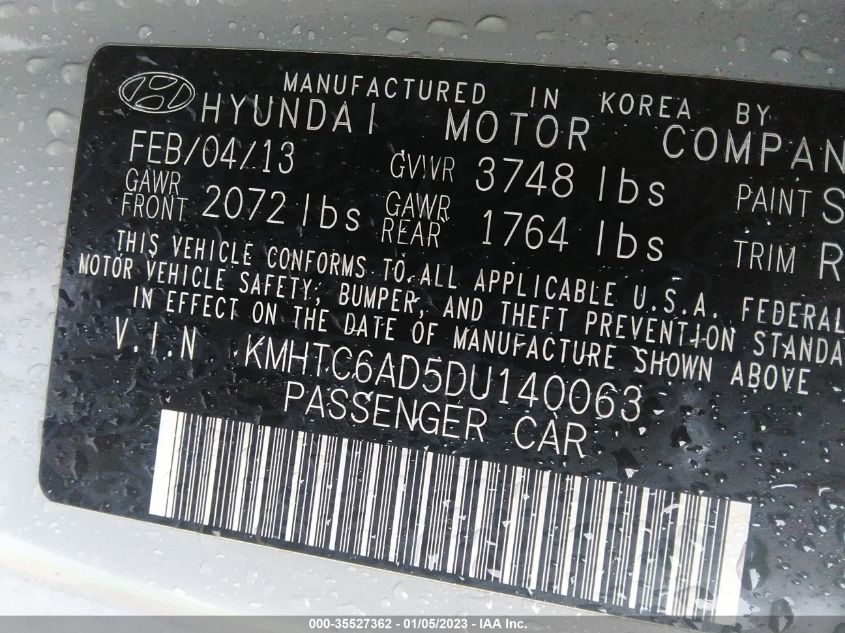 MANUFACTURED IN KOREA BY
HYUNDAI MOTOR COMPAN
FEB/04/13 GVWR 3748 lbs PAINT S
GAWR FRONT 2072 lbs GAWR REAR 1764 lbs TRIM R
THIS VEHICLE CONFORMS TO ALL APPLICABLE U.S.A. FEDERAL
MOTOR VEHICLE SAFETY, BUMPER, AND THEFT PREVENTION STANDARD
IN EFFECT ON THE DATE OF MANUFACTURE SHOWN ABOVE
V.I.N KMHTC6AD5DU140063
PASSENGER CAR
000-35527362 - 01/05/2023 - IAA Inc.